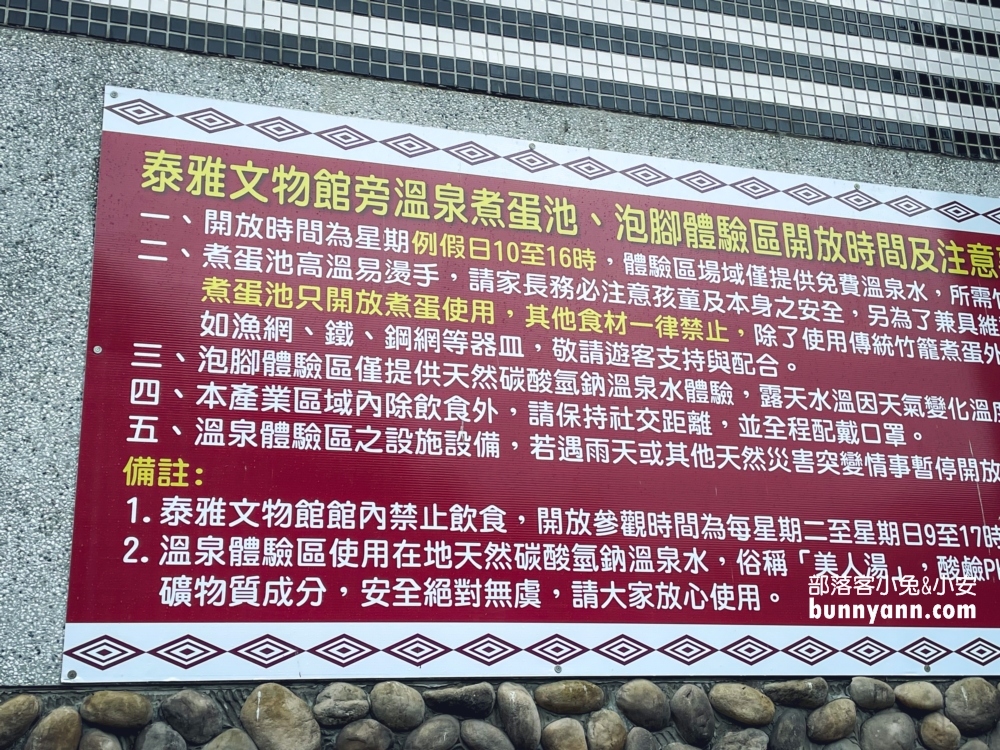 泰雅文物館旁溫泉煮蛋池、泡腳體驗區開放時間及注意
一、開放時間為星期例假日10至16時，體驗區場域僅提供免費溫泉水，所需
二、煮蛋池高溫易燙手，請家長務必注意孩童及本身之安全，另為了兼具維
煮蛋池只開放煮蛋使用，其他食材一律禁止，除了使用傳統竹籠煮蛋外
如漁網、鐵、鋼網等器皿，敬請遊客支持與配合。
三、泡腳體驗區僅提供天然碳酸氫鈉溫泉水體驗，露天水溫因天氣變化溫
四、本產業區域內除飲食外，請保持社交距離，並全程配戴口罩。
五、溫泉體驗區之設施設備，若遇雨天或其他天然災害突變情事暫停開放
備註：
1. 泰雅文物館館內禁止飲食，開放參觀時間為每星期二至星期日9至17時
2. 溫泉體驗區使用在地天然碳酸氫鈉溫泉水，俗稱「美人湯」，酸鹼P
礦物質成分，安全絕對無虞，請大家放心使用。
部落客小兔&小安
bunnyann.com